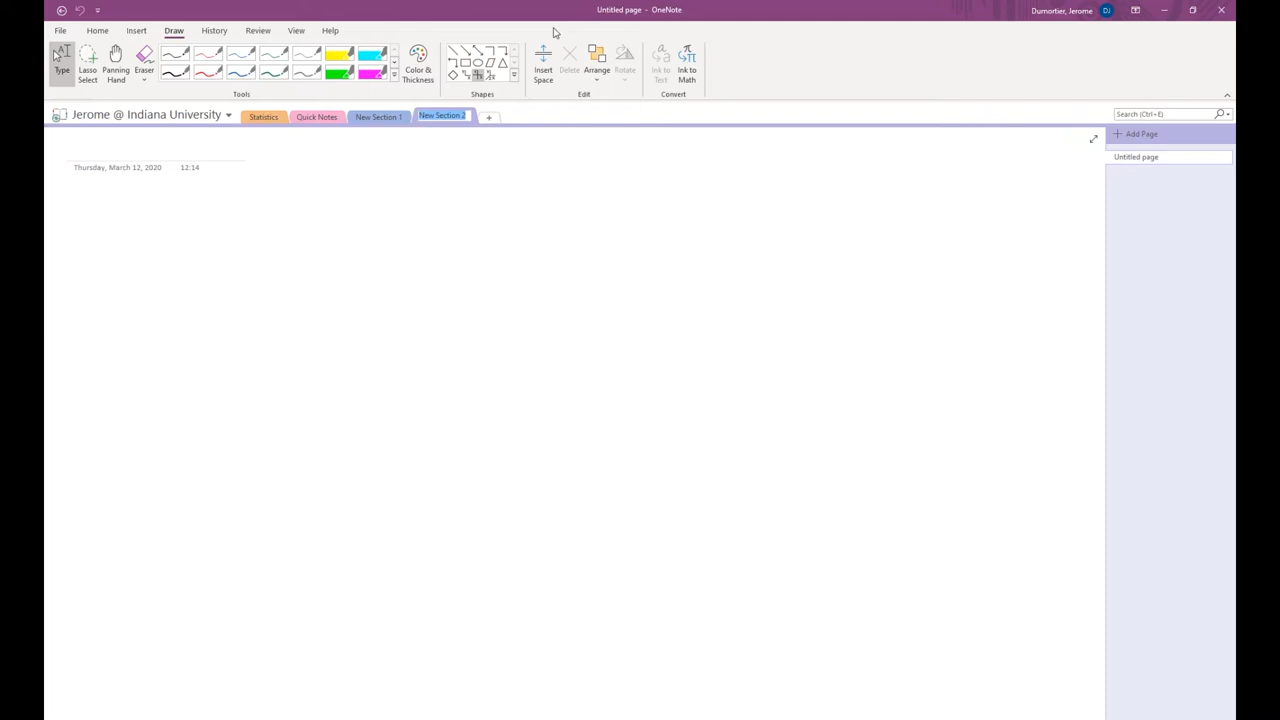 Untitled page - OneNote
Dumortier, Jerome DJ
File Home Insert Draw History Review View Help
Type
Lasso Select
Panning Hand
Eraser
Color & Thickness
Insert Space
Delete
Arrange
Rotate
Ink to Text
Ink to Math
Tools
Shapes
Edit
Convert
Jerome @ Indiana University
Statistics
Quick Notes
New Section 1
New Section 2
Search (Ctrl+E)
Add Page
Untitled page
Thursday, March 12, 2020 12:14